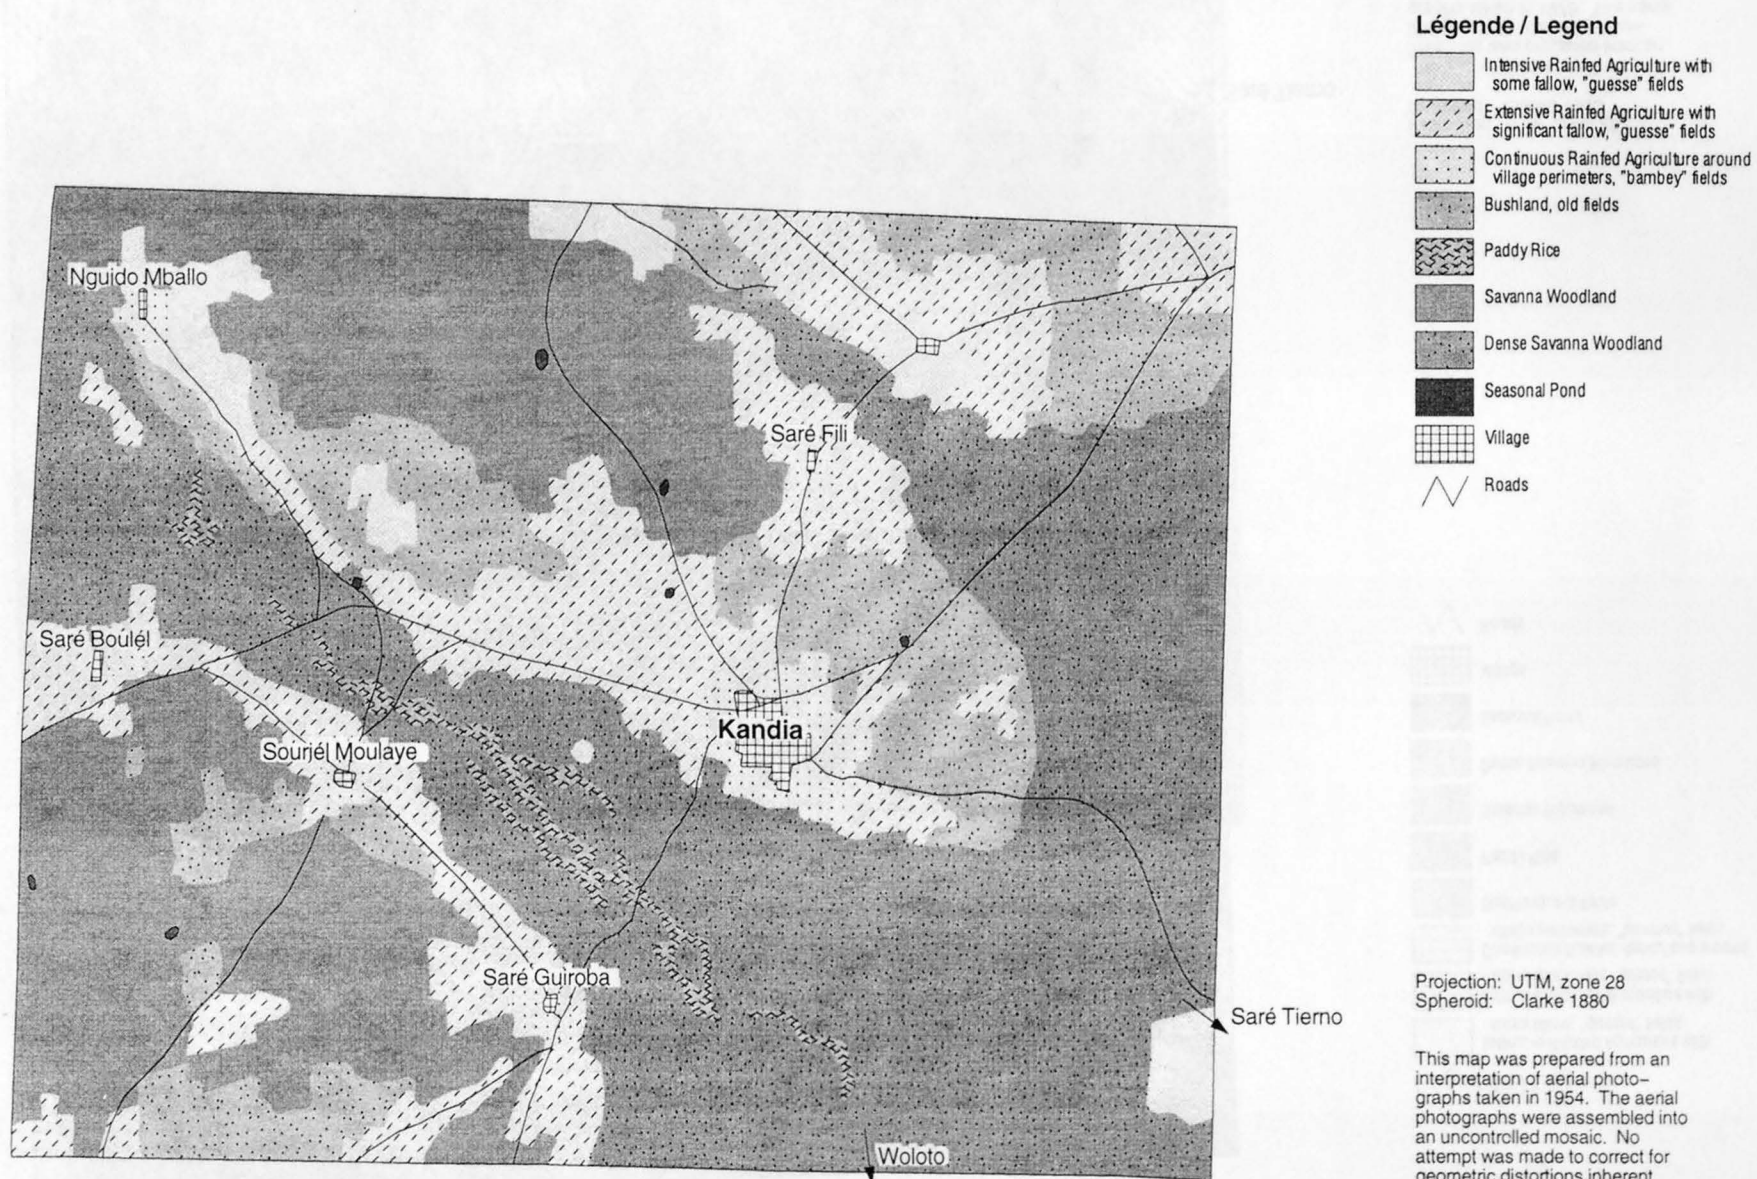 Légende / Legend
Intensive Rainfed Agriculture with
some fallow, "guesse" fields
Extensive Rainfed Agriculture with
significant fallow, "guesse" fields
Continuous Rainfed Agriculture around
village perimeters, "bambey" fields
Bushland, old fields
Paddy Rice
Savanna Woodland
Dense Savanna Woodland
Seasonal Pond
Village
Roads
Nguido Mballo
Saré Fili
Saré Boulél
Kandia
Souriél Moulaye
Saré Guiroba
Saré Tierno
Woloto
Projection: UTM, zone 28
Spheroid: Clarke 1880
This map was prepared from an
interpretation of aerial photo-
graphs taken in 1954. The aerial
photographs were assembled into
an uncontrolled mosaic. No
attempt was made to correct for
geometric distortions inherent